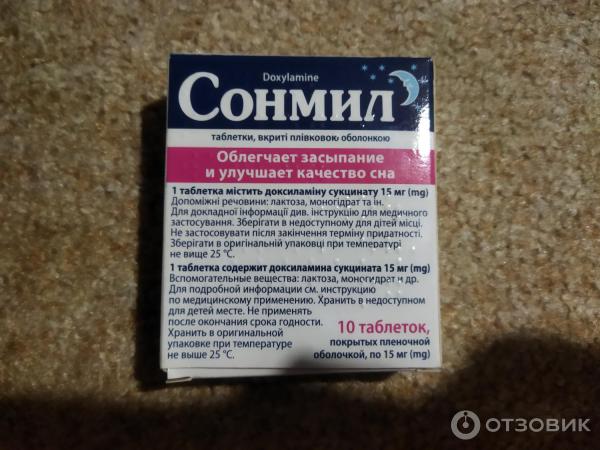 Doxylamine
Сонмил
таблетки, вкриті плівковою оболонкою
Облегчает засыпание
и улучшает качество сна
1 таблетка містить доксиламіну сукцинату 15 мг (mg)
Допоміжні речовини: лактоза, моногідрат та ін.
Для докладної інформації див. інструкцію для медичного
застосування. Зберігати в недоступному для дітей місці.
Не застосовувати після закінчення терміну придатності.
Зберігати в оригінальній упаковці при температурі
не вище 25 °C.
1 таблетка содержит доксиламина сукцината 15 мг (mg)
Вспомогательные вещества: лактоза, моногидрат и др.
Для подробной информации см. инструкцию
по медицинскому применению. Хранить в недоступном
для детей месте. Не применять
после окончания срока годности.
Хранить в оригинальной
упаковке при температуре
не выше 25 °C.
10 таблеток,
покрытых пленочной
оболочкой, по 15 мг (mg)
ОТЗОВИК